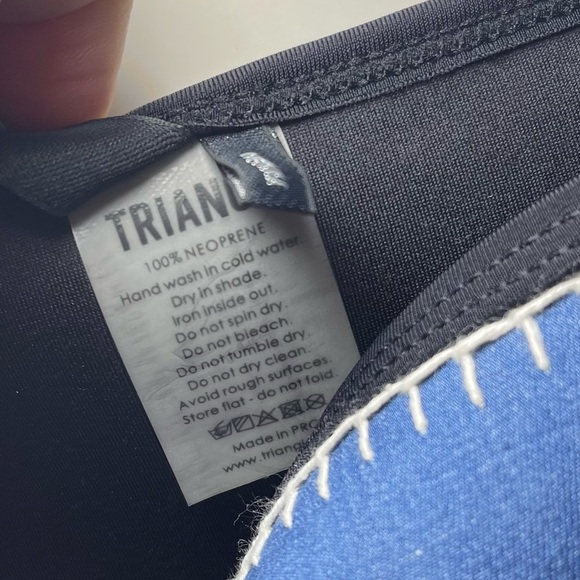 TRIANG
100% NEOPRENE
Hand wash in cold water.
Dry in shade.
Iron inside out.
Do not spin dry.
Do not bleach.
Do not tumble dry.
Do not dry clean.
Avoid rough surfaces.
Store flat - do not fold.
Made in PRC
www.triang